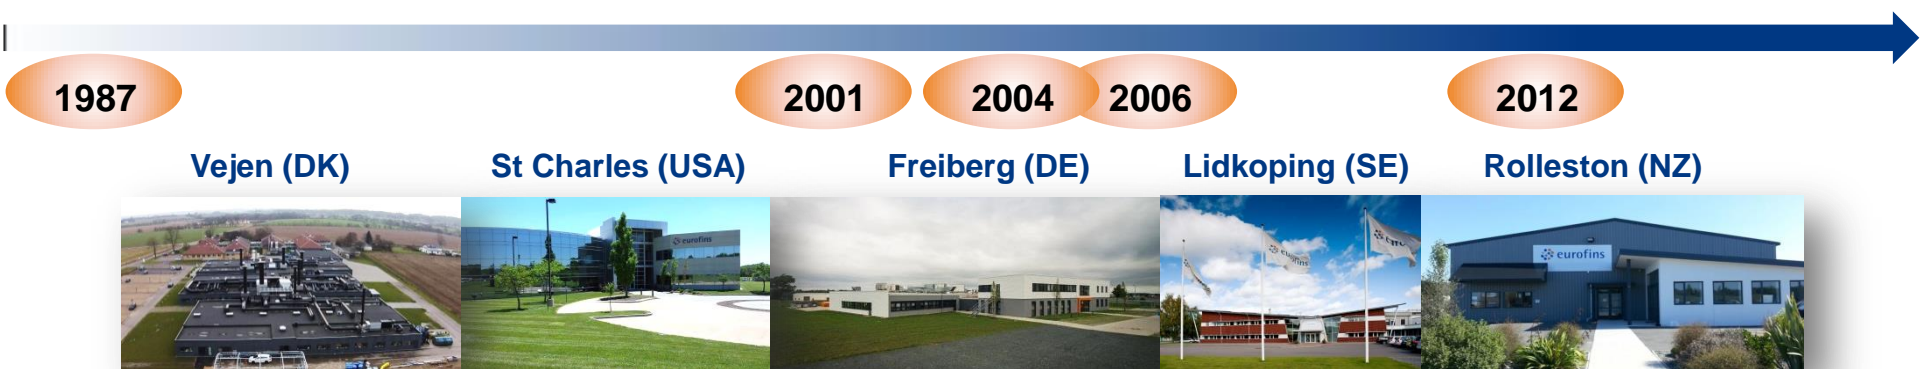 1987 2001 2004 2006 2012
Vejen (DK) St Charles (USA) Freiberg (DE) Lidkoping (SE) Rolleston (NZ)
eurofins
eurofins
eurofins